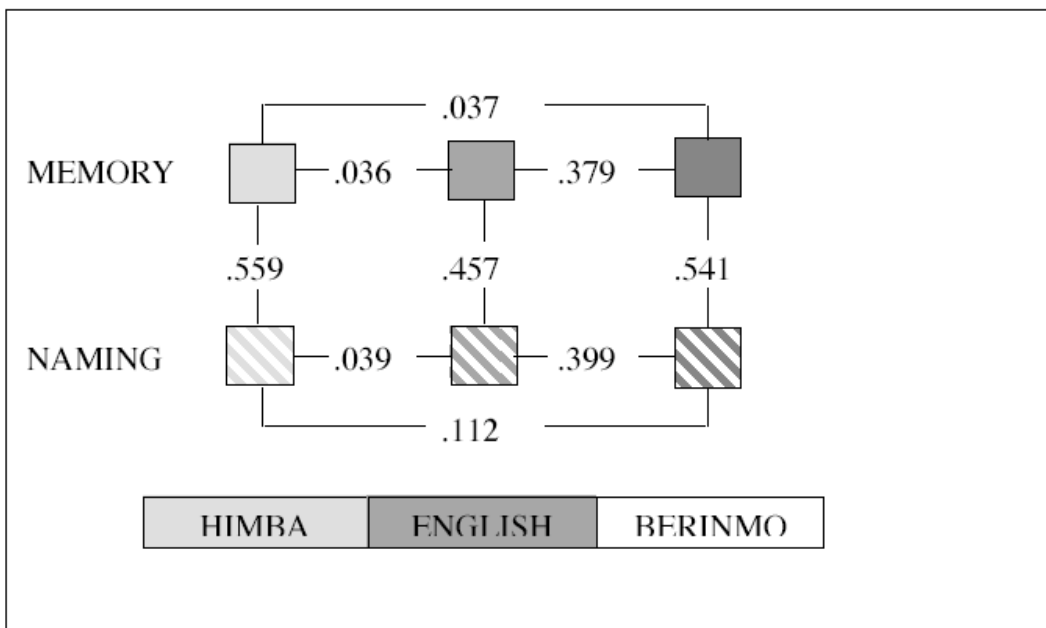 .037
MEMORY .036 .379
.559 .457 .541
NAMING .039 .399
.112
HIMBA ENGLISH BERINMO